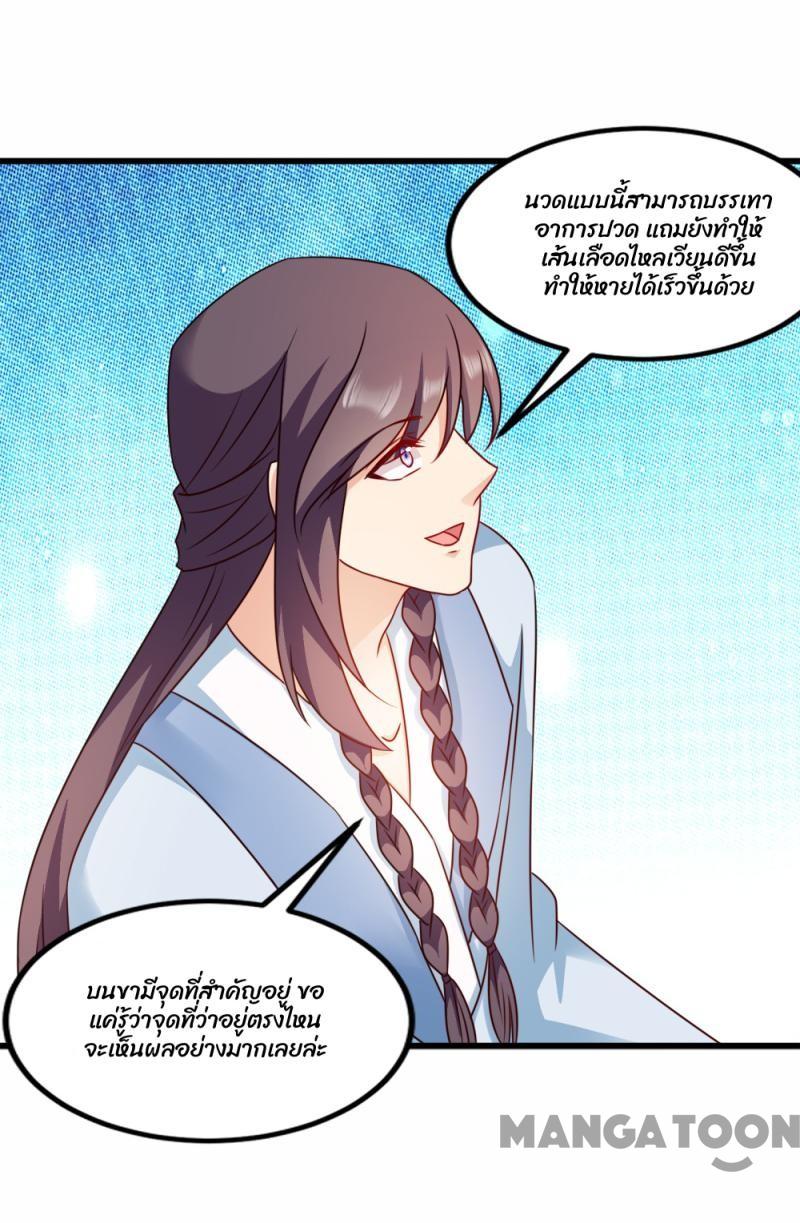 นวดแบบนี้สามารถบรรเทา
อาการปวด แถมยังทำให้
เส้นเลือดไหลเวียนดีขึ้น
ทำให้หายได้เร็วขึ้นด้วย
บนขามีจุดที่สำคัญอยู่ ขอ
แค่รู้ว่าจุดที่ว่าอยู่ตรงไหน
จะเห็นผลอย่างมากเลยล่ะ
MANGATOON